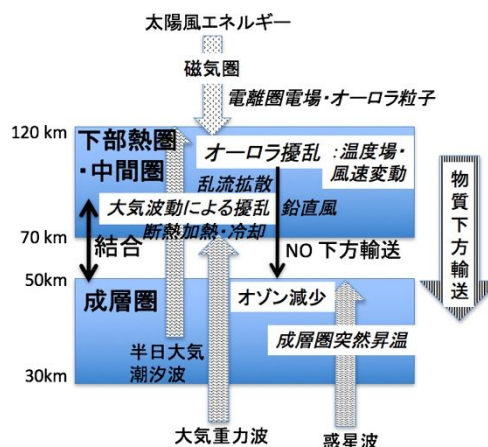 太陽風エネルギー
磁気圏
電離圏電場・オーロラ粒子
120 km
下部熱圏
・中間圏
オーロラ擾乱
:温度場・
風速変動
乱流拡散
大気波動による擾乱
鉛直風
断熱加熱・冷却
70 km
結合
NO 下方輸送
物質下方輸送
50km
成層圏
オゾン減少
成層圏突然昇温
半日大気
潮汐波
30km
大気重力波
惑星波